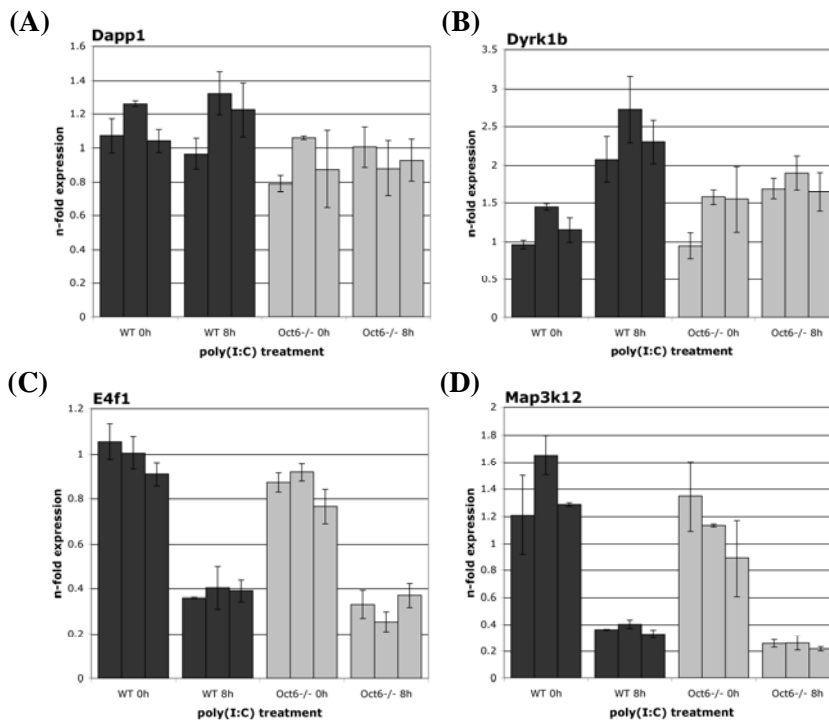 (A)
Dapp1
1.6
1.4
1.2
1
0.8
0.6
0.4
0.2
0
n-fold expression
WT 0h WT 8h Oct6-/- 0h Oct6-/- 8h
poly(I:C) treatment
(B)
Dyrk1b
3.5
3
2.5
2
1.5
1
0.5
0
n-fold expression
WT 0h WT 8h Oct6-/- 0h Oct6-/- 8h
poly(I:C) treatment
(C)
E4f1
1.2
1
0.8
0.6
0.4
0.2
0
n-fold expression
WT 0h WT 8h Oct6-/- 0h Oct6-/- 8h
poly(I:C) treatment
(D)
Map3k12
2
1.8
1.6
1.4
1.2
1
0.8
0.6
0.4
0.2
0
n-fold expression
WT 0h WT 8h Oct6-/- 0h Oct6-/- 8h
poly(I:C) treatment